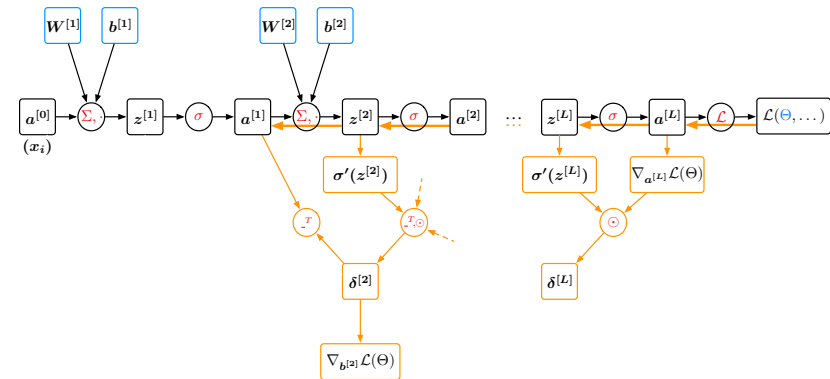 W^{[1]} b^{[1]} W^{[2]} b^{[2]}
a^{[0]} Σ, · z^{[1]} σ a^{[1]} Σ, · z^{[2]} σ a^{[2]} ... z^{[L]} σ a^{[L]} ℒ ℒ(Θ, …)
(x_i)
σ′(z^{[2]}) σ′(z^{[L]}) ∇_{a^{[L]}}ℒ(Θ)
·^T ·^T,⊙ ⊙
δ^{[2]} δ^{[L]}
∇_{b^{[2]}}ℒ(Θ)